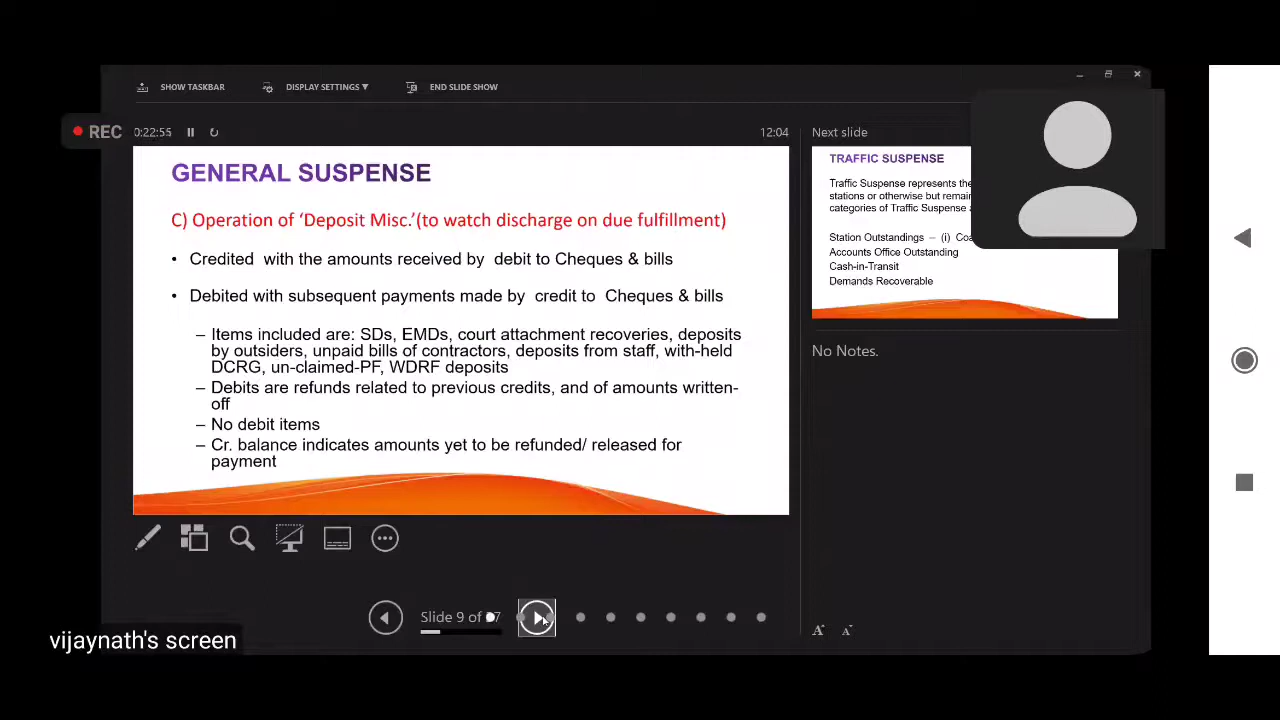 SHOW TASKBAR
DISPLAY SETTINGS ▼
END SLIDE SHOW
REC
0:22:55
12:04
Next slide
GENERAL SUSPENSE
C) Operation of ‘Deposit Misc.’(to watch discharge on due fulfillment)
• Credited with the amounts received by debit to Cheques & bills
• Debited with subsequent payments made by credit to Cheques & bills
– Items included are: SDs, EMDs, court attachment recoveries, deposits
by outsiders, unpaid bills of contractors, deposits from staff, with-held
DCRG, un-claimed-PF, WDRF deposits
– Debits are refunds related to previous credits, and of amounts written-
off
– No debit items
– Cr. balance indicates amounts yet to be refunded/ released for
payment
TRAFFIC SUSPENSE
Traffic Suspense represents the
stations or otherwise but remain
categories of Traffic Suspense
Station Outstandings – (i)
Accounts Office Outstanding
Cash-in-Transit
Demands Recoverable
No Notes.
Slide 9 of
A A
vijaynath's screen